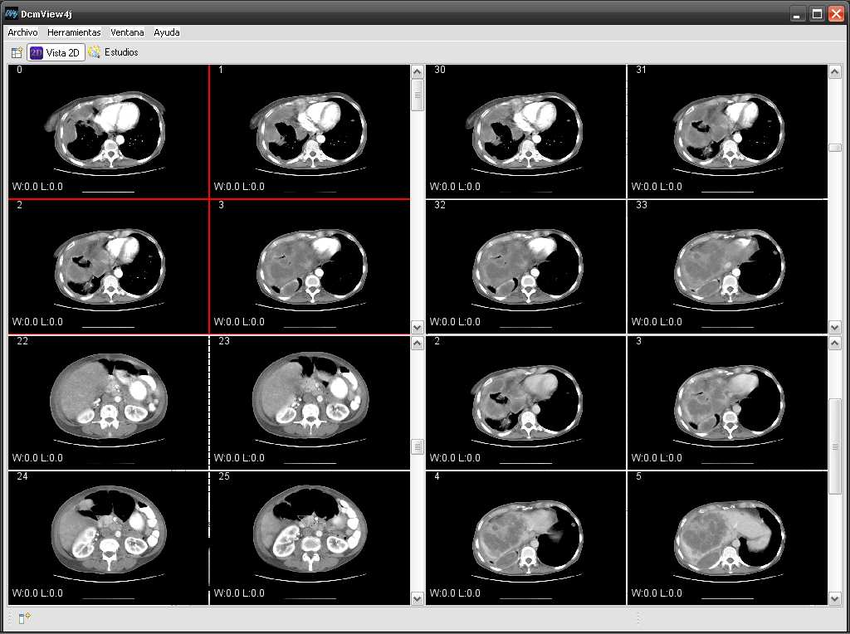 DcmView4j
Archivo Herramientas Ventana Ayuda
2D Vista 2D Estudios
0 1 30 31
W:0.0 L:0.0 W:0.0 L:0.0 W:0.0 L:0.0 W:0.0 L:0.0
2 3 32 33
W:0.0 L:0.0 W:0.0 L:0.0 W:0.0 L:0.0 W:0.0 L:0.0
22 23 2 3
W:0.0 L:0.0 W:0.0 L:0.0 W:0.0 L:0.0 W:0.0 L:0.0
24 25 4 5
W:0.0 L:0.0 W:0.0 L:0.0 W:0.0 L:0.0 W:0.0 L:0.0